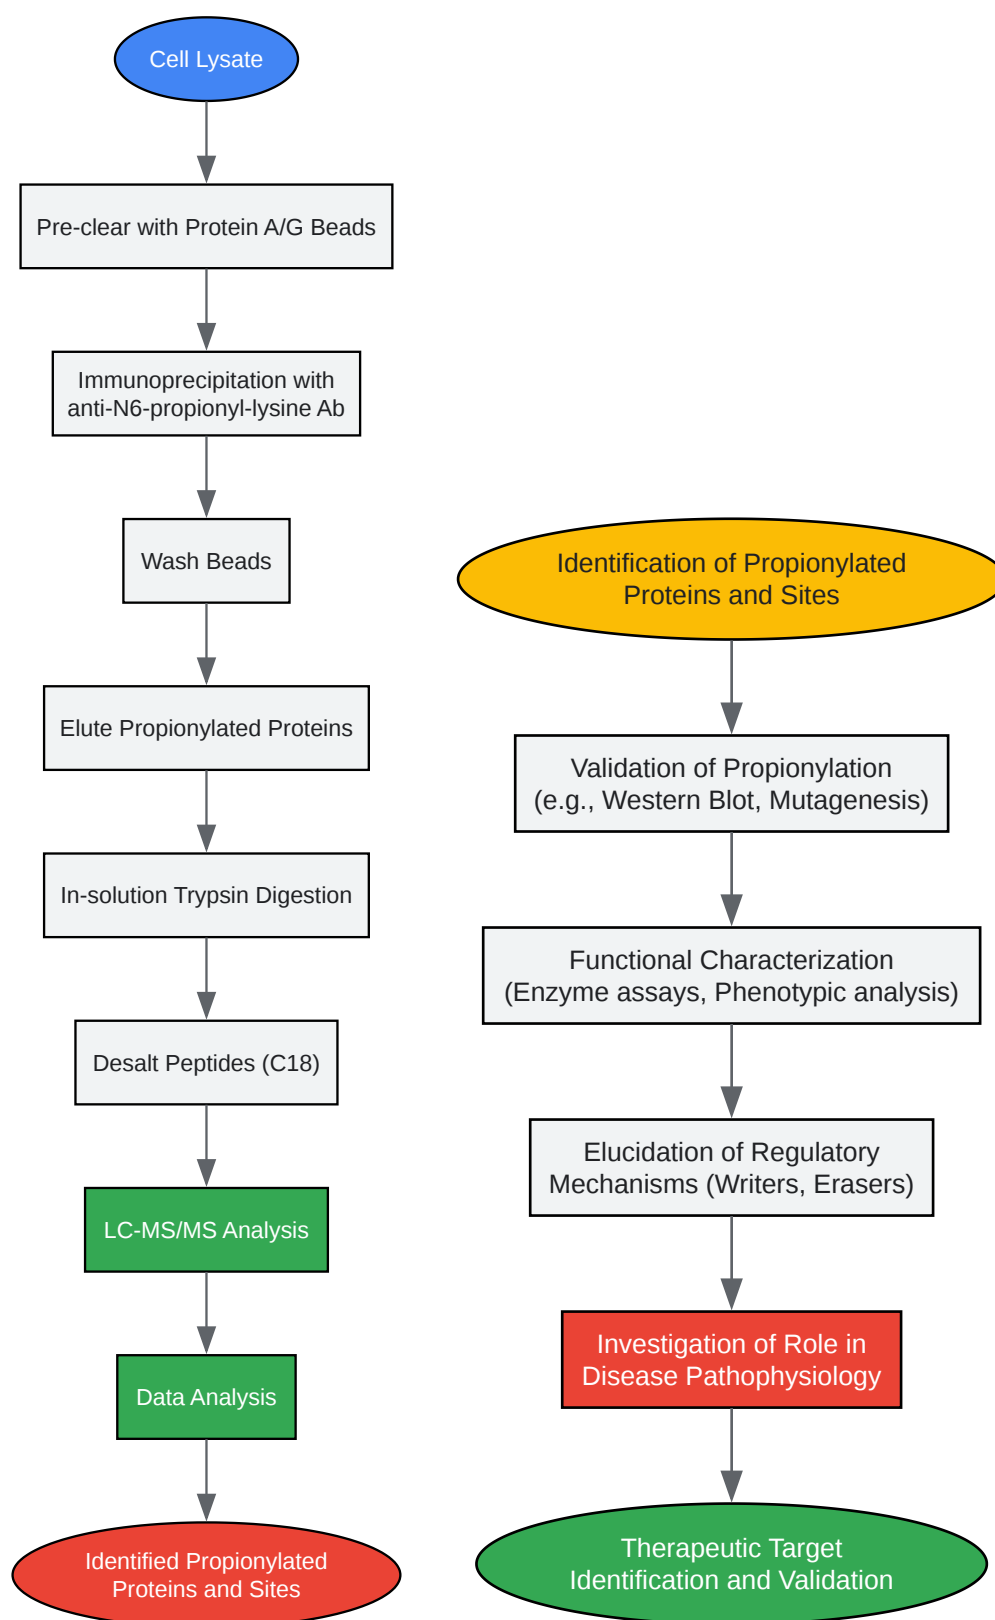 Cell Lysate
Pre-clear with Protein A/G Beads
Immunoprecipitation with
anti-N6-propionyl-lysine Ab
Wash Beads
Elute Propionylated Proteins
In-solution Trypsin Digestion
Desalt Peptides (C18)
LC-MS/MS Analysis
Data Analysis
Identified Propionylated
Proteins and Sites
Identification of Propionylated
Proteins and Sites
Validation of Propionylation
(e.g., Western Blot, Mutagenesis)
Functional Characterization
(Enzyme assays, Phenotypic analysis)
Elucidation of Regulatory
Mechanisms (Writers, Erasers)
Investigation of Role in
Disease Pathophysiology
Therapeutic Target
Identification and Validation